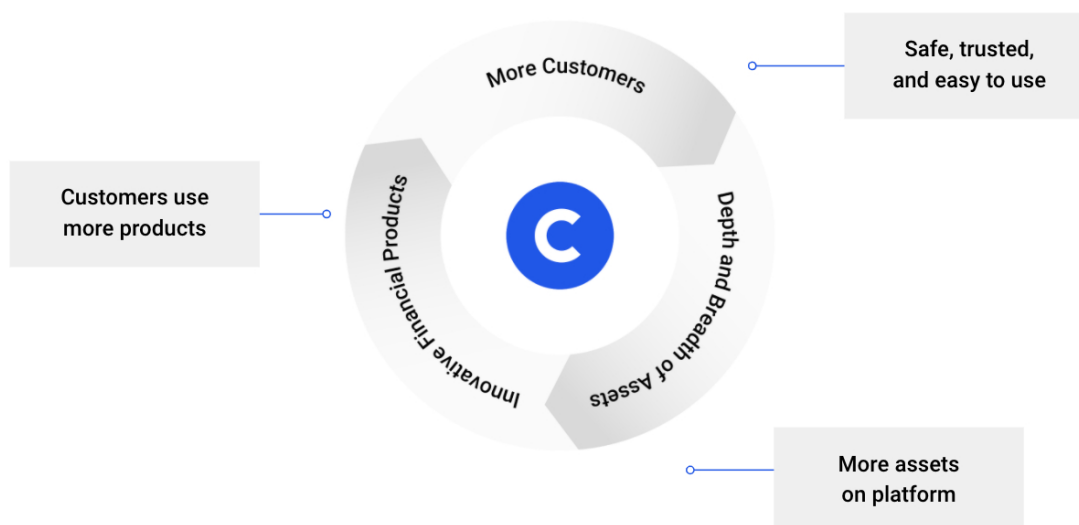 More Customers
Safe, trusted,
and easy to use
Customers use
more products
Innovative Financial Products
Depth and Breadth of Assets
More assets
on platform